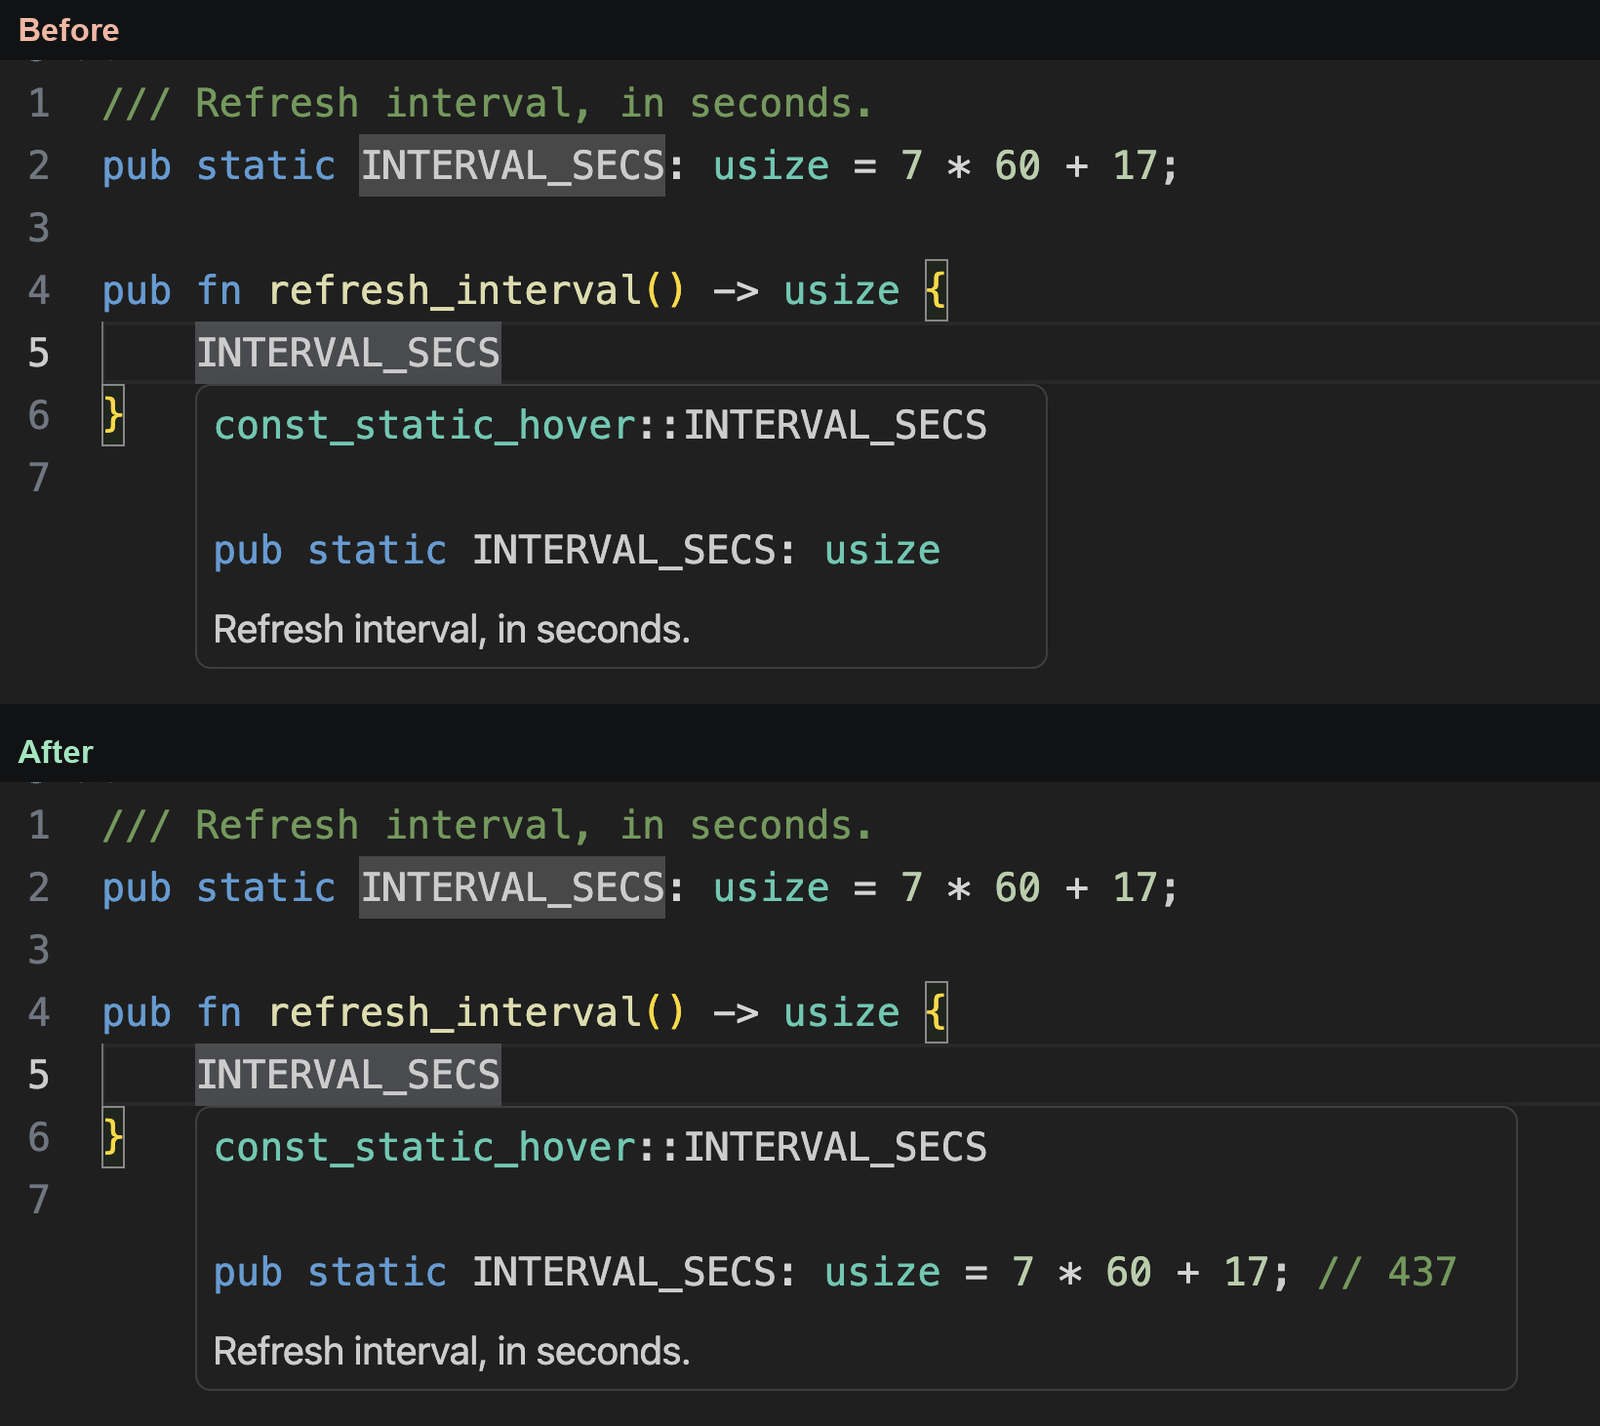 Before
1 /// Refresh interval, in seconds.
2 pub static INTERVAL_SECS: usize = 7 * 60 + 17;
3
4 pub fn refresh_interval() -> usize {
5 INTERVAL_SECS
6 }
const_static_hover::INTERVAL_SECS
7
pub static INTERVAL_SECS: usize
Refresh interval, in seconds.
After
1 /// Refresh interval, in seconds.
2 pub static INTERVAL_SECS: usize = 7 * 60 + 17;
3
4 pub fn refresh_interval() -> usize {
5 INTERVAL_SECS
6 }
const_static_hover::INTERVAL_SECS
7
pub static INTERVAL_SECS: usize = 7 * 60 + 17; // 437
Refresh interval, in seconds.